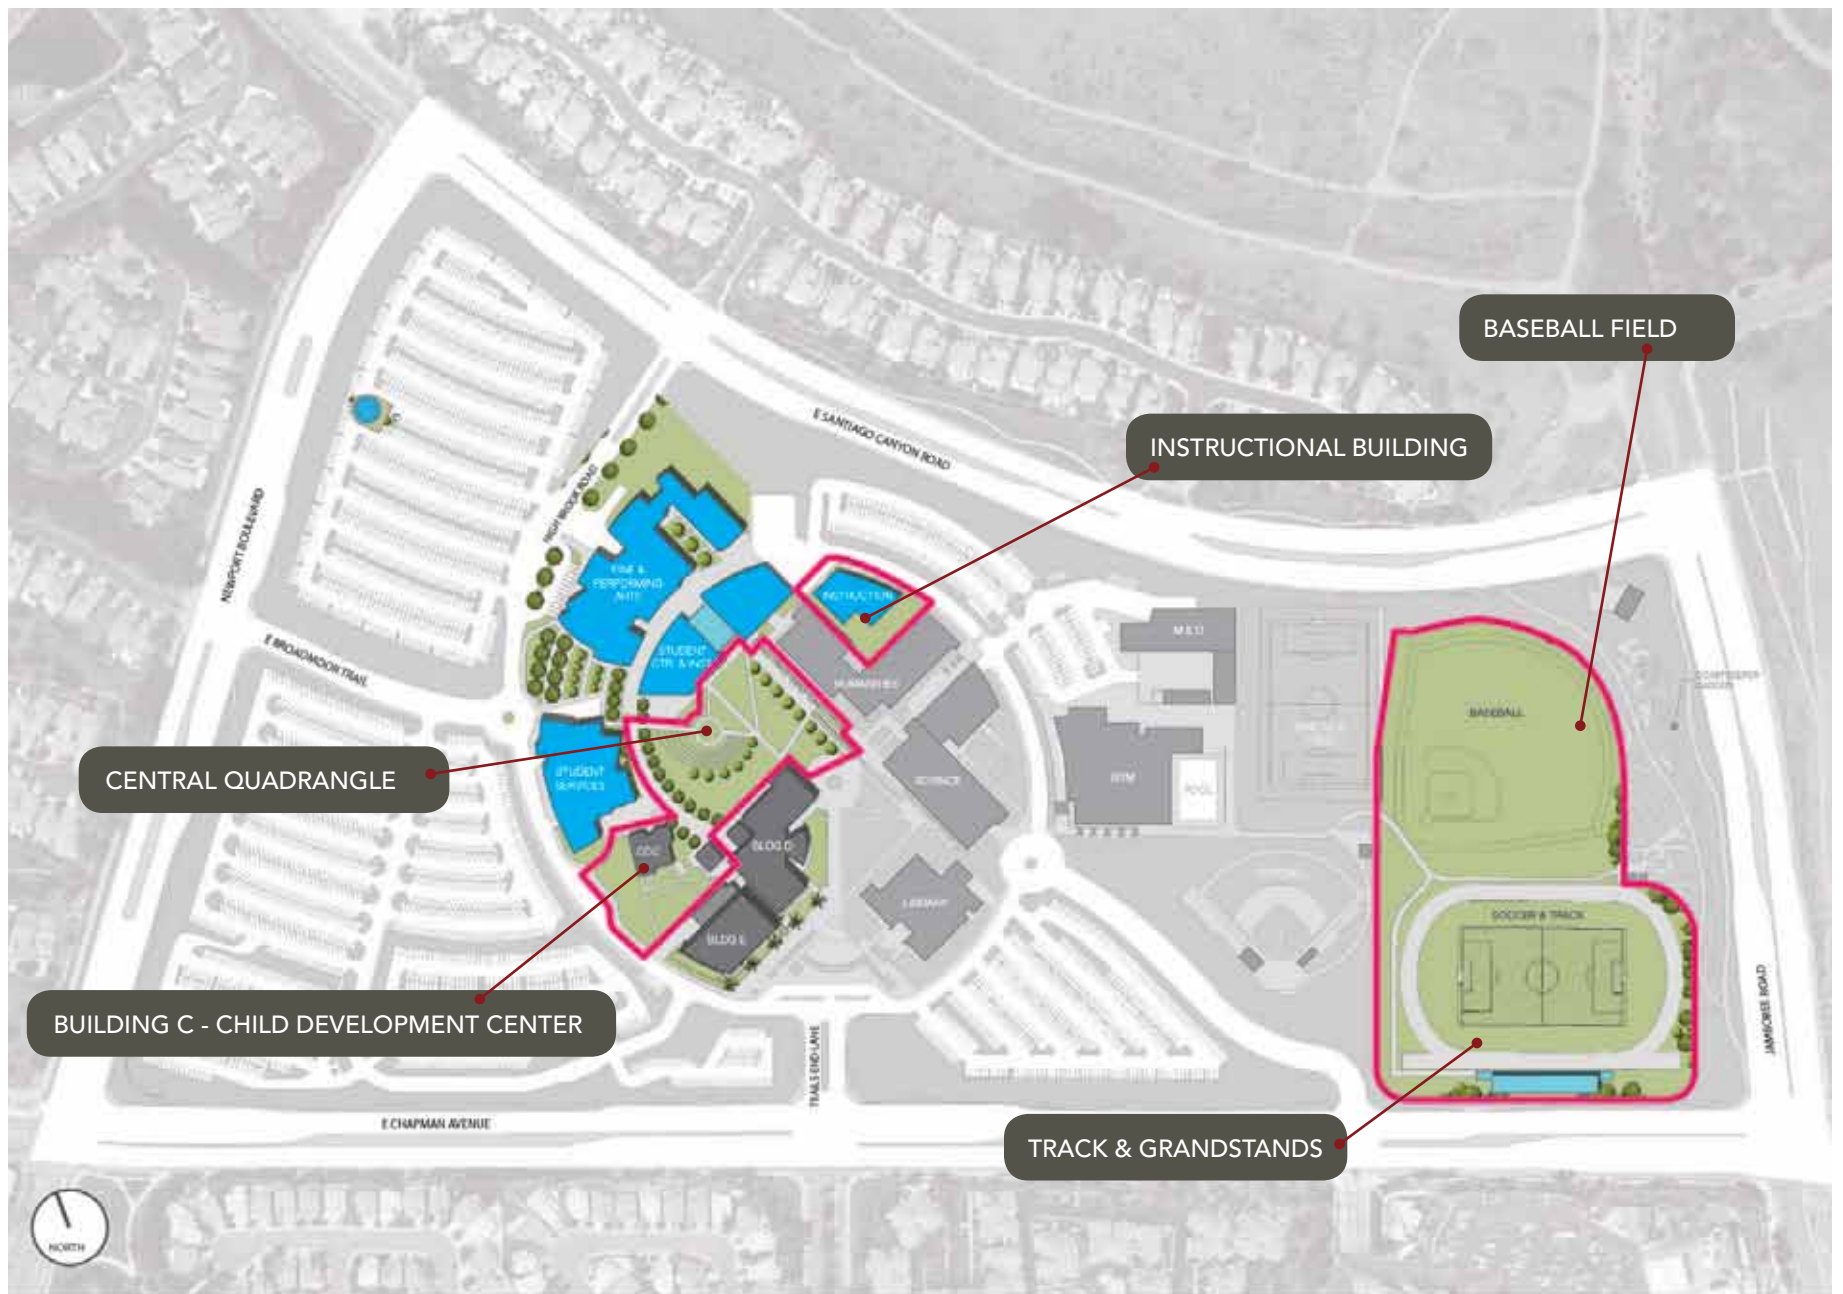 BASEBALL FIELD
INSTRUCTIONAL BUILDING
E SANTIAGO CANYON ROAD
NEWPORT BOULEVARD
FINE &
PERFORMING
ARTS
INSTRUCTION
M & O
E BROADMOOR TRAIL
STUDENT
CTR & INST
HUMANITIES
BASEBALL
CENTRAL QUADRANGLE
STUDENT
SERVICES
SCIENCE
GYM
POOL
CDC
BLDG D
LIBRARY
BLDG E
SOCCER & TRACK
BUILDING C - CHILD DEVELOPMENT CENTER
TRAILS END LANE
JAMBOREE ROAD
E CHAPMAN AVENUE
TRACK & GRANDSTANDS
NORTH